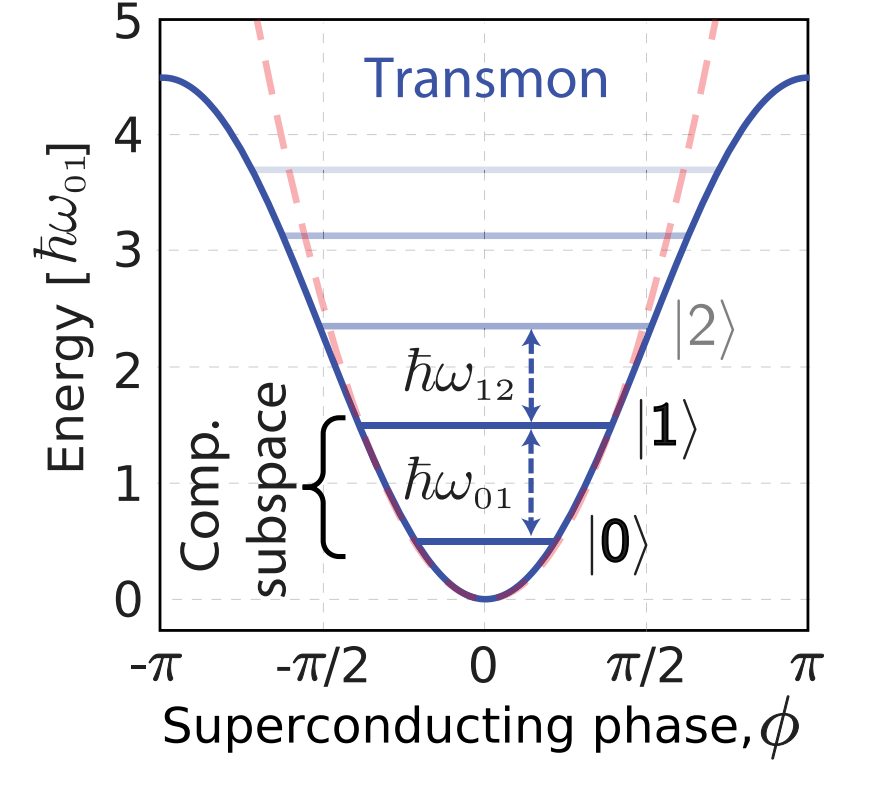 Transmon
Energy [ħω₀₁]
5
4
3
2
1
0
|2⟩
ħω₁₂
|1⟩
Comp.
subspace
ħω₀₁
|0⟩
-π
-π/2
0
π/2
π
Superconducting phase, ϕ